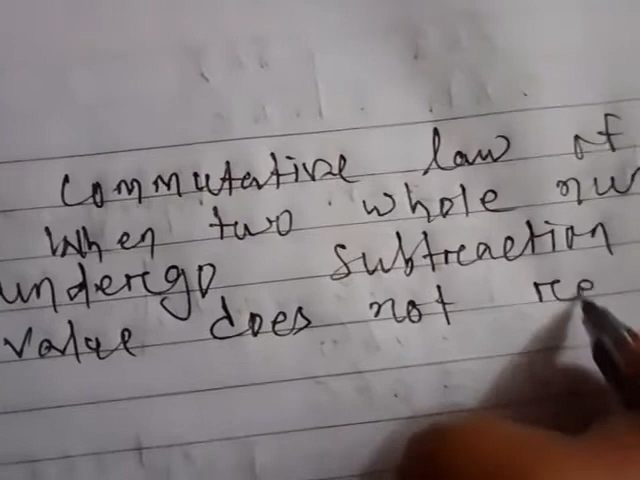 Commutative law of
When two whole nu
undergo subtraction
value does not re